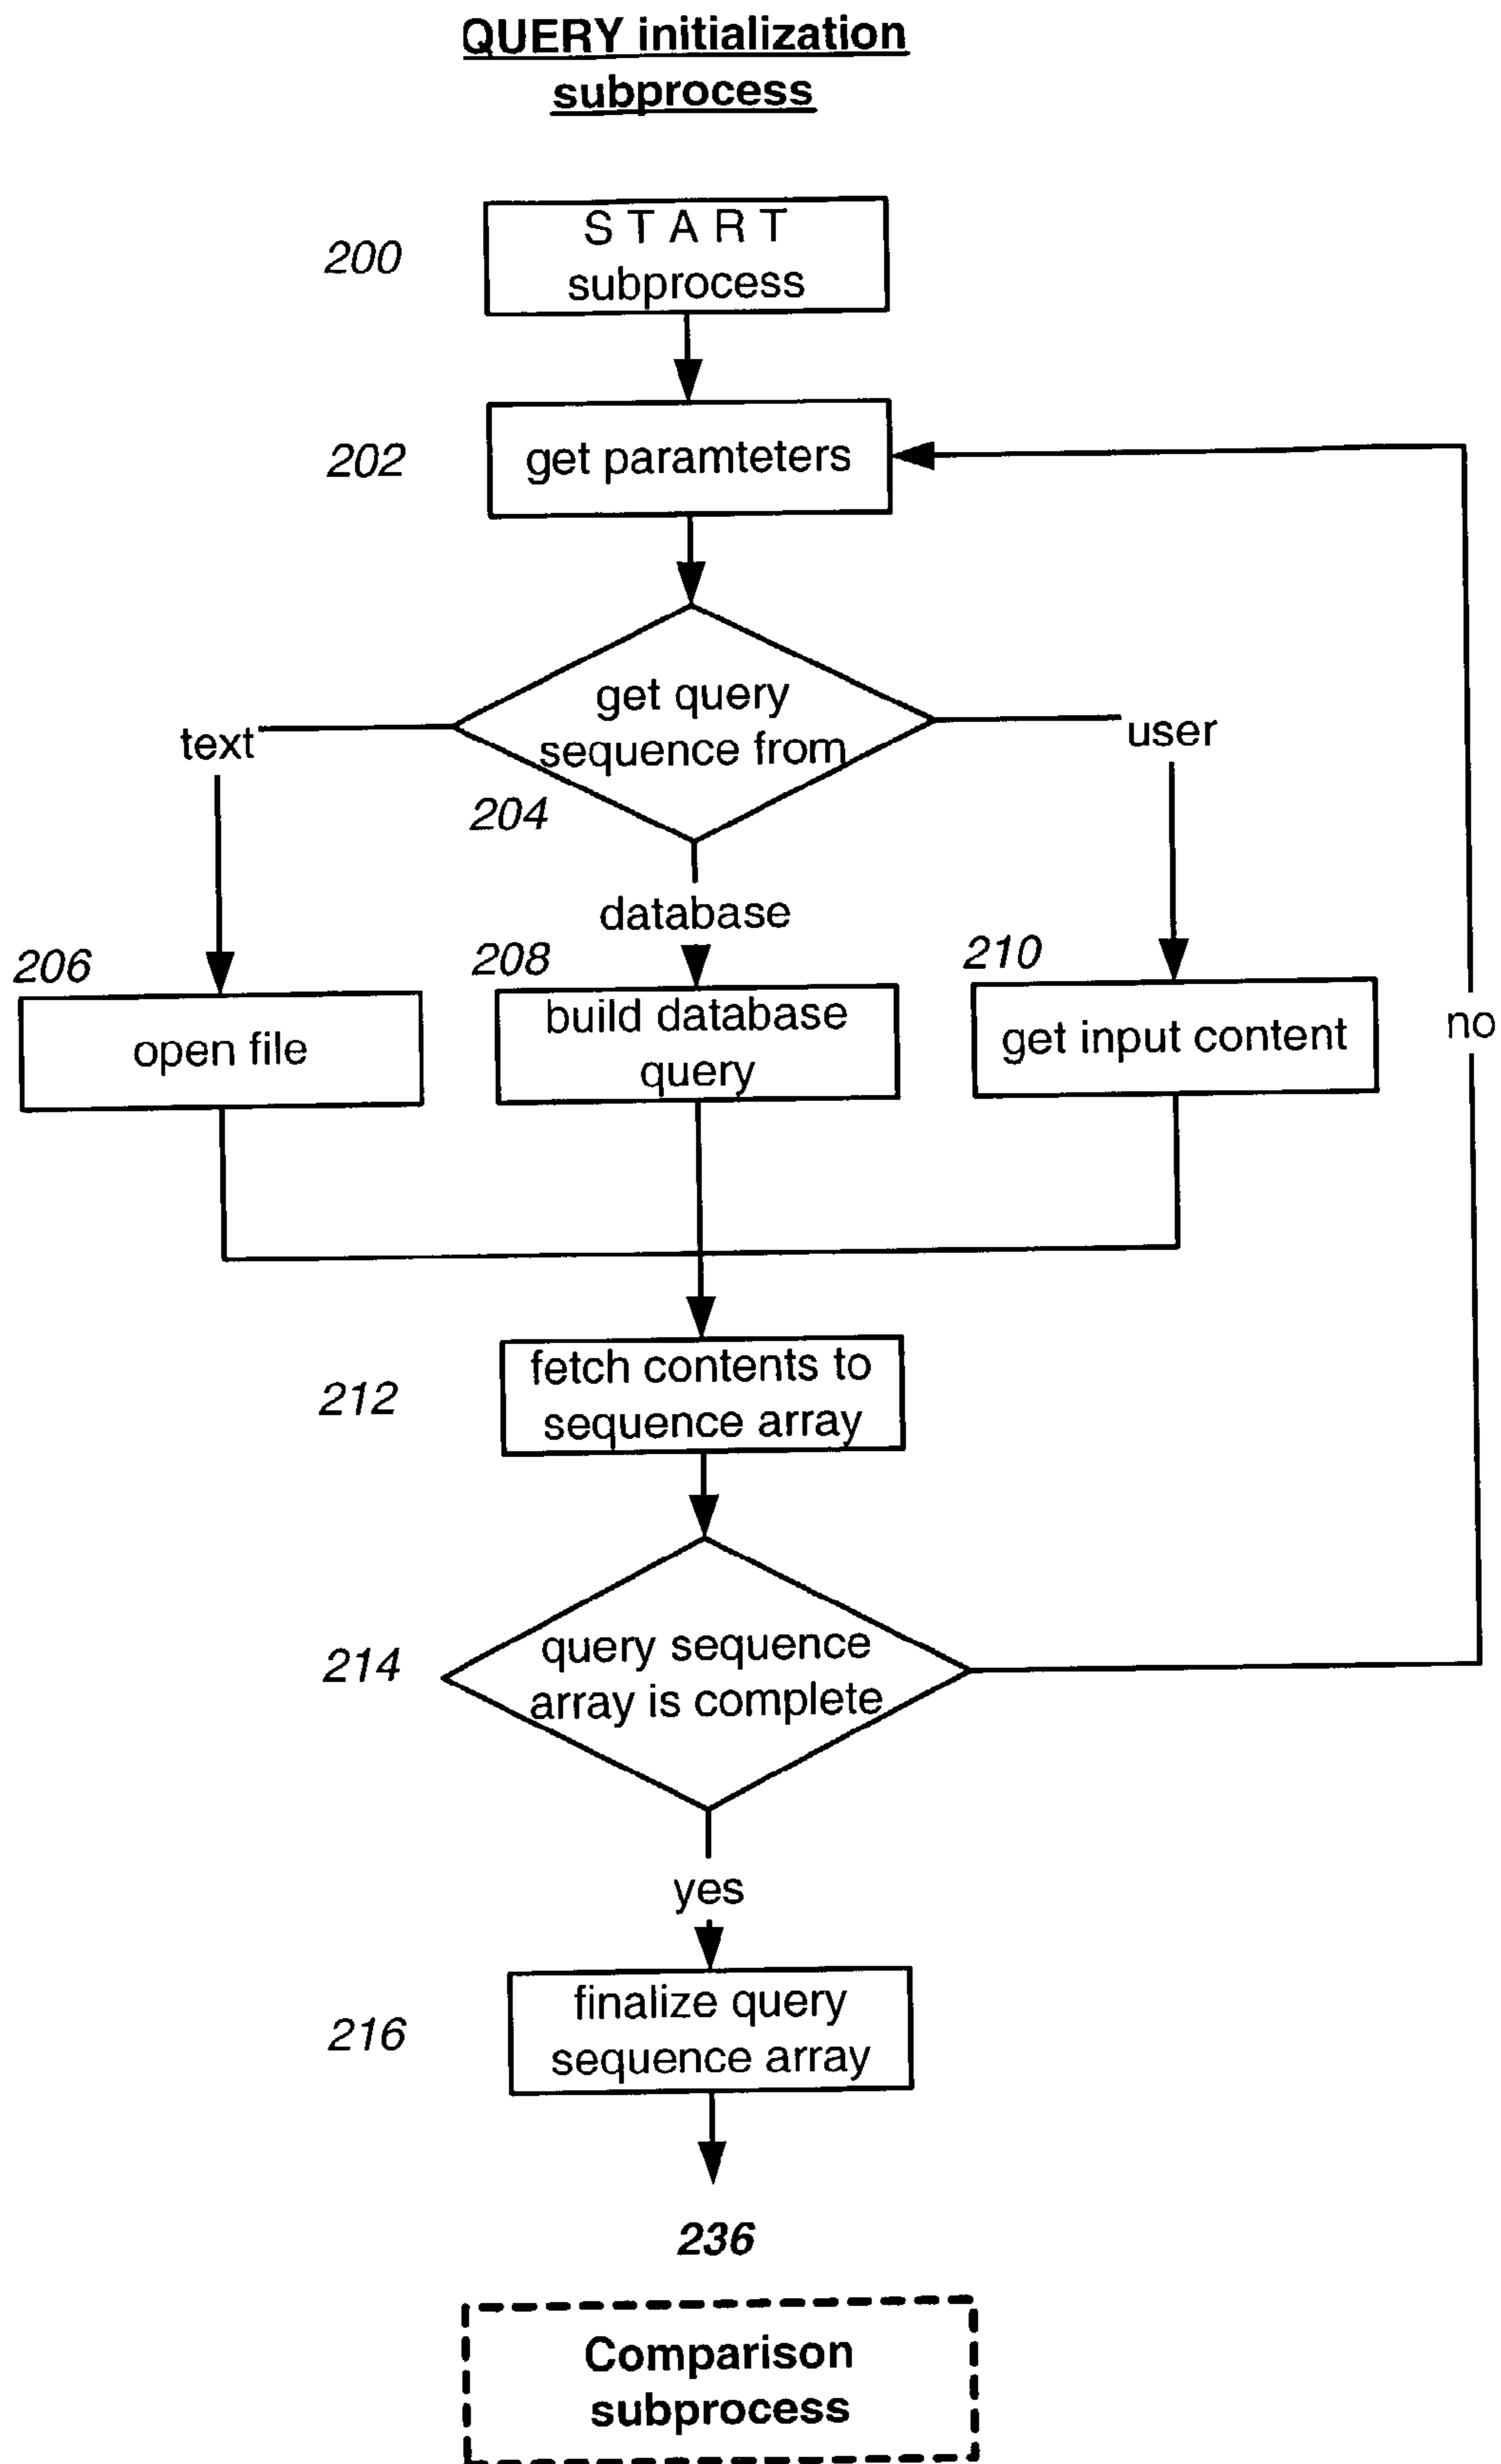 QUERY initialization
subprocess
200
S T A R T
subprocess
202
get paramteters
get query
sequence from
text
user
204
database
206
208
210
open file
build database
query
get input content
no
212
fetch contents to
sequence array
214
query sequence
array is complete
yes
216
finalize query
sequence array
236
Comparison
subprocess